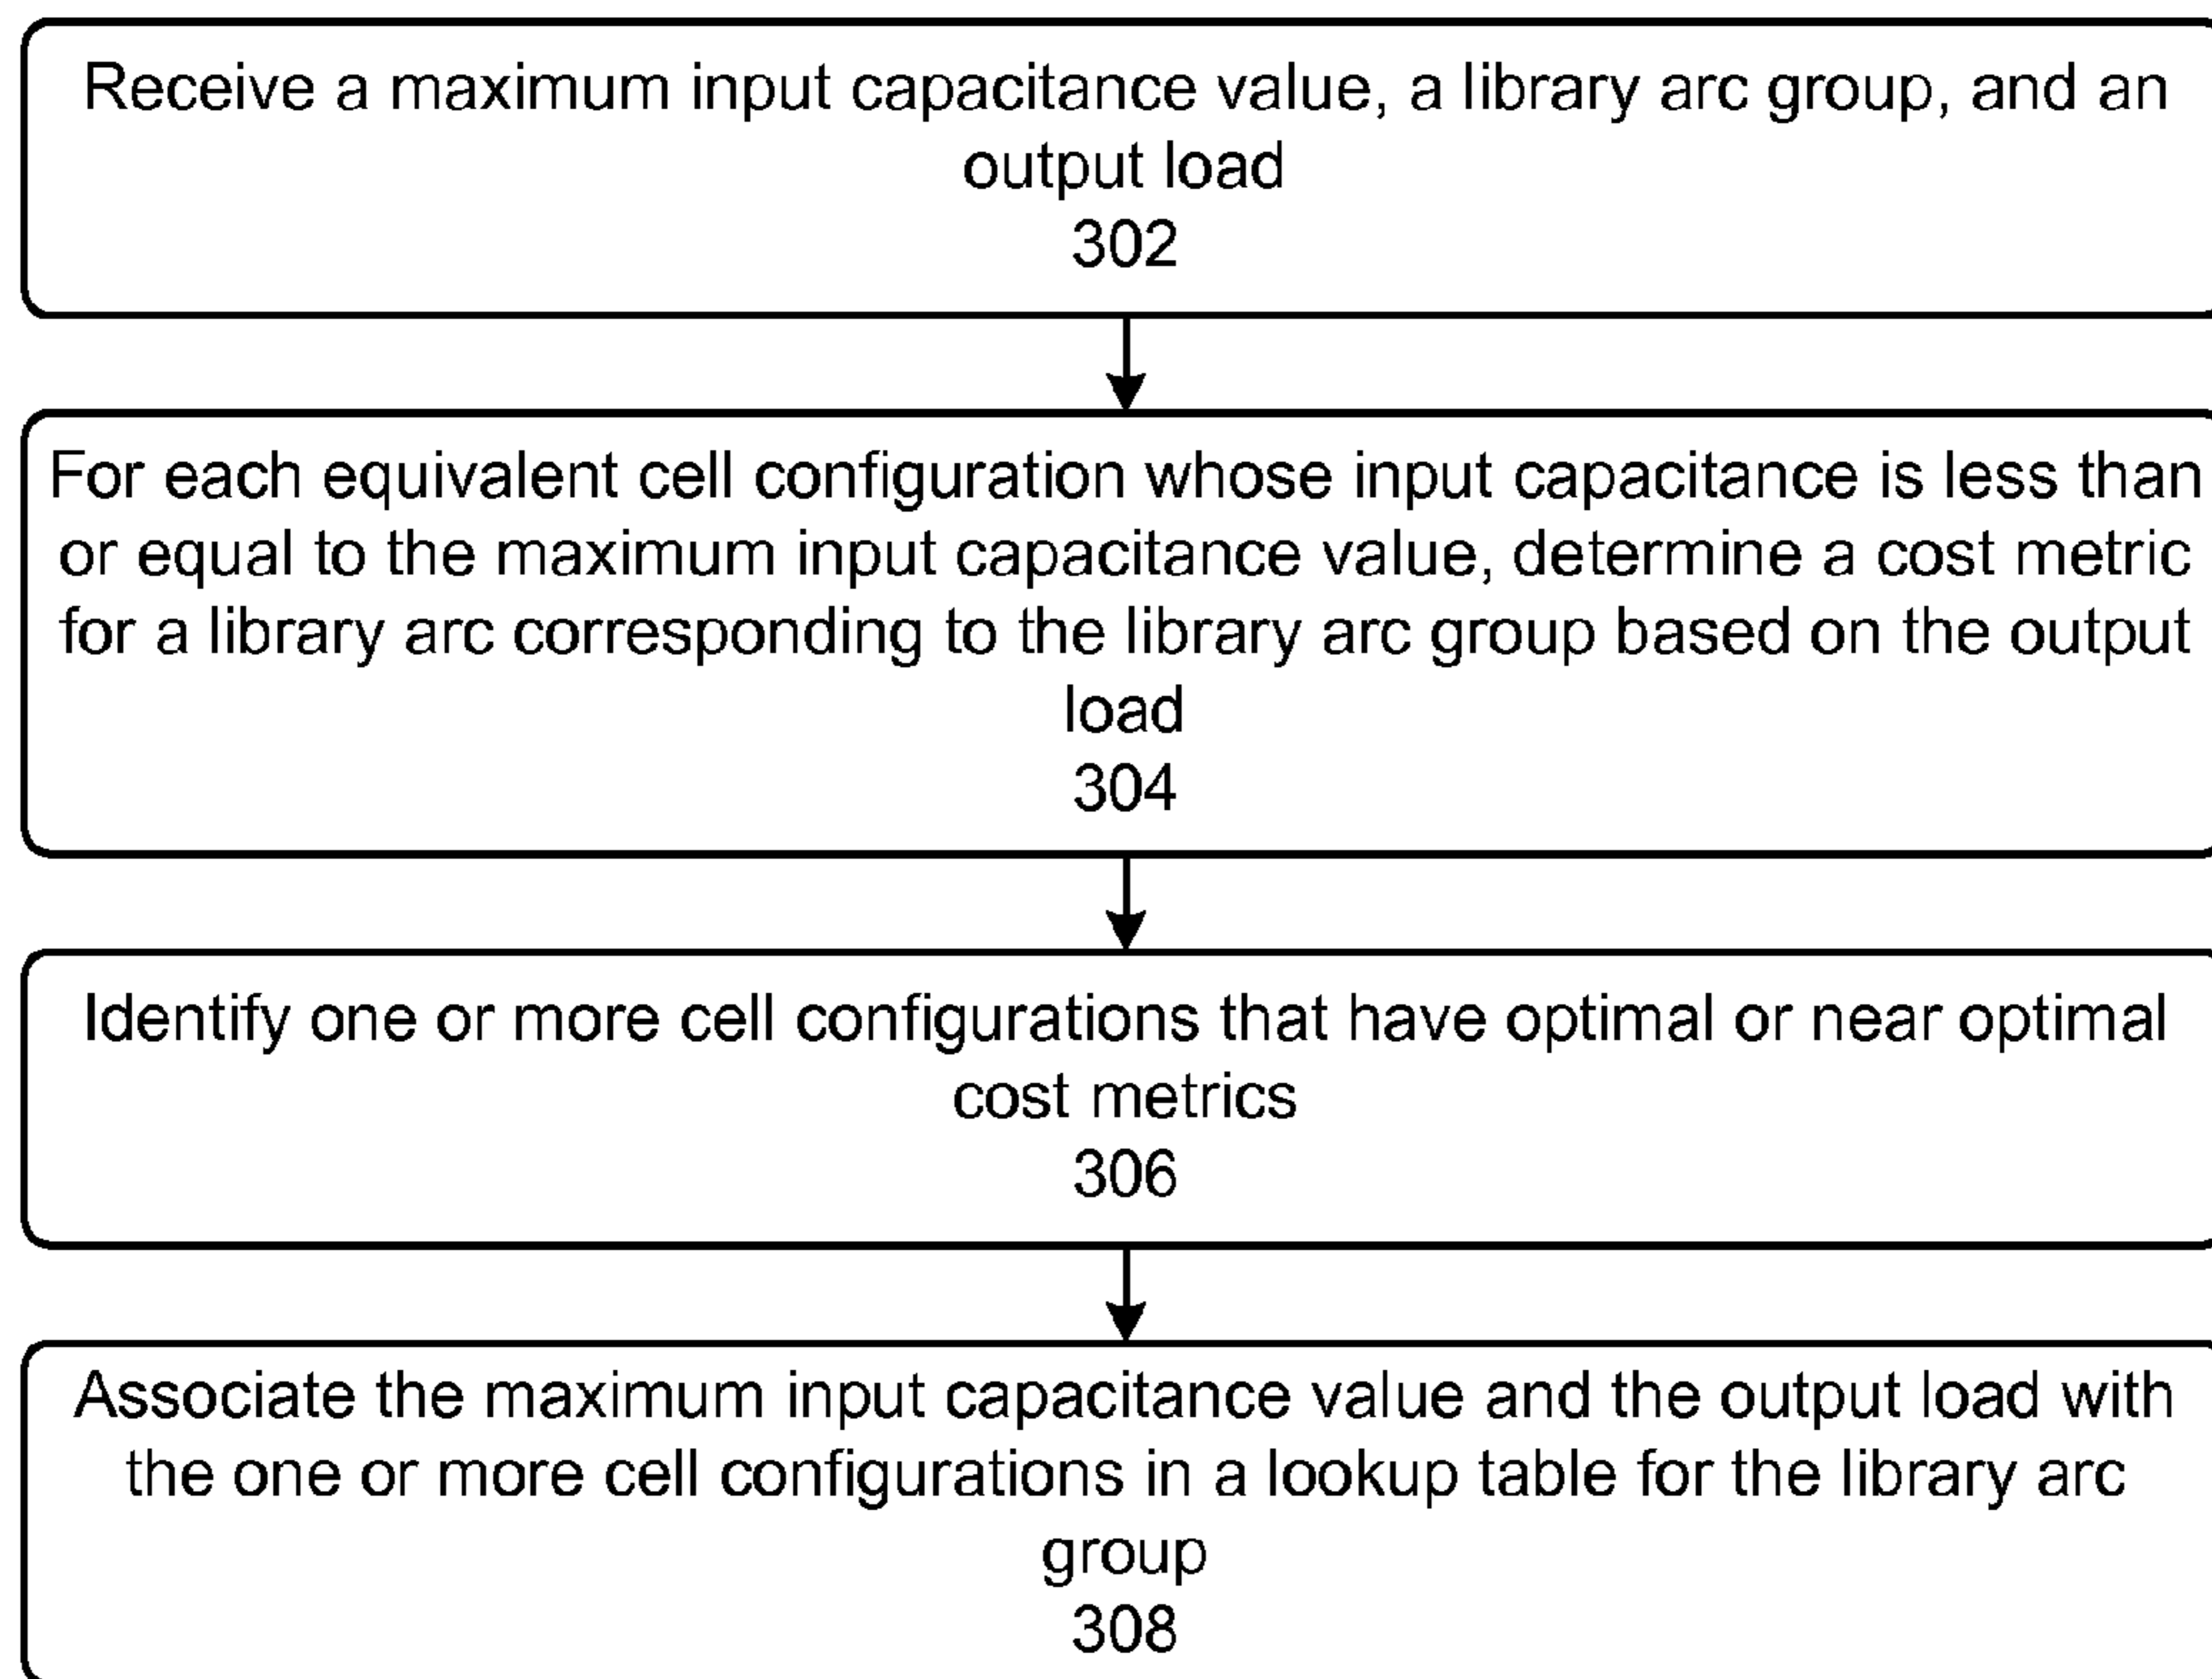 Receive a maximum input capacitance value, a library arc group, and an
output load
302
For each equivalent cell configuration whose input capacitance is less than
or equal to the maximum input capacitance value, determine a cost metric
for a library arc corresponding to the library arc group based on the output
load
304
Identify one or more cell configurations that have optimal or near optimal
cost metrics
306
Associate the maximum input capacitance value and the output load with
the one or more cell configurations in a lookup table for the library arc
group
308